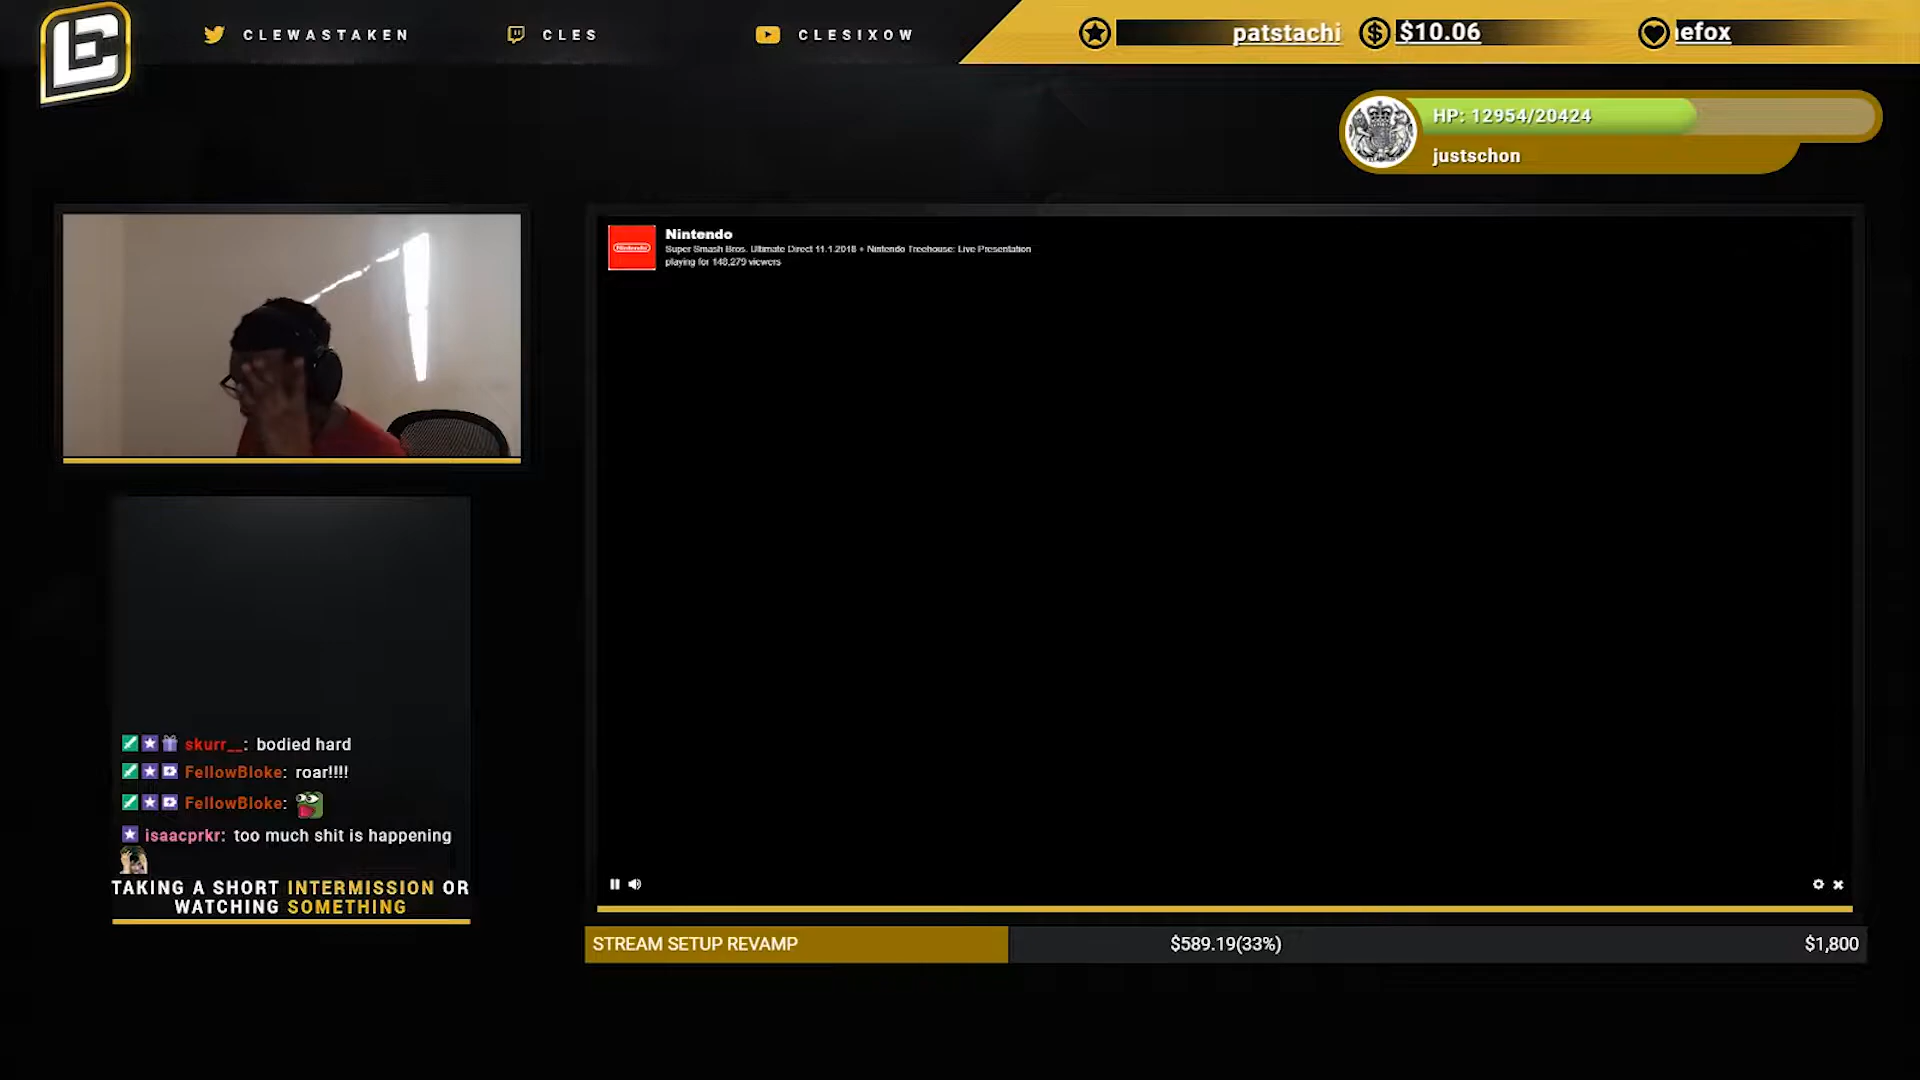 CLEWASTAKEN
CLES
CLESIXOW
patstachi
$10.06
efox
HP: 12954/20424
justschon
Nintendo
Super Smash Bros. Ultimate Direct 11.1.2018 + Nintendo Treehouse: Live Presentation
playing for 148,279 viewers
skurr__: bodied hard
FellowBloke: roar!!!!
FellowBloke:
isaacprkr: too much shit is happening
TAKING A SHORT INTERMISSION OR
WATCHING SOMETHING
STREAM SETUP REVAMP
$589.19(33%)
$1,800